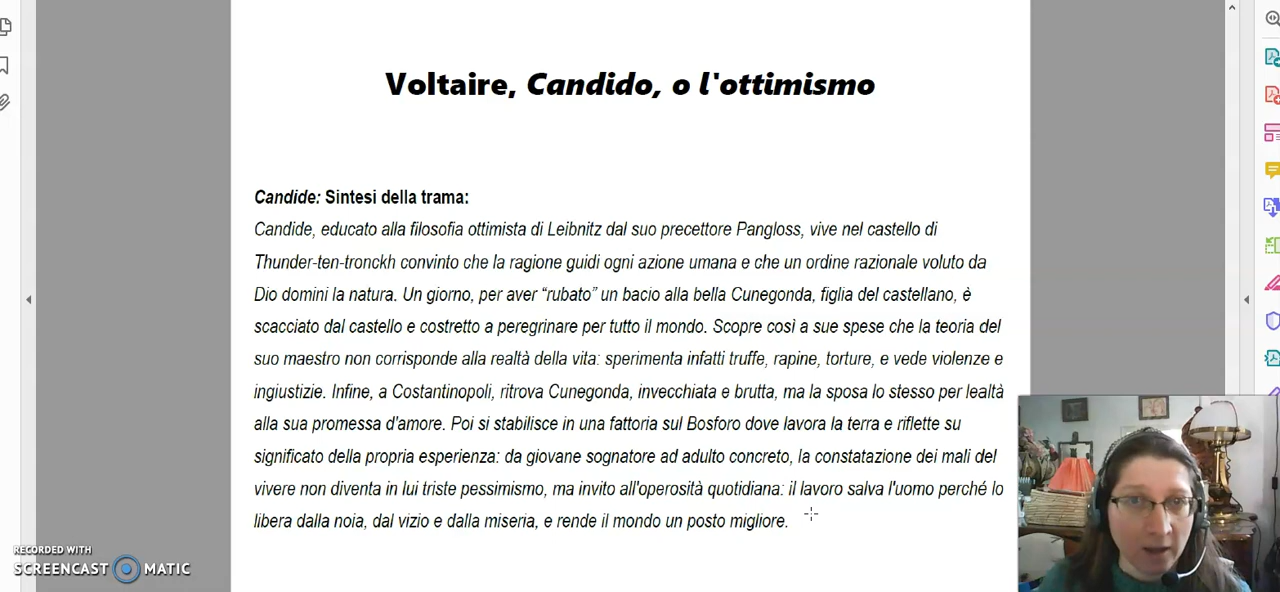 Voltaire, Candido, o l'ottimismo
Candide: Sintesi della trama:
Candide, educato alla filosofia ottimista di Leibnitz dal suo precettore Pangloss, vive nel castello di
Thunder-ten-tronckh convinto che la ragione guidi ogni azione umana e che un ordine razionale voluto da
Dio domini la natura. Un giorno, per aver “rubato” un bacio alla bella Cunegonda, figlia del castellano, è
scacciato dal castello e costretto a peregrinare per tutto il mondo. Scopre così a sue spese che la teoria del
suo maestro non corrisponde alla realtà della vita: sperimenta infatti truffe, rapine, torture, e vede violenze e
ingiustizie. Infine, a Costantinopoli, ritrova Cunegonda, invecchiata e brutta, ma la sposa lo stesso per lealtà
alla sua promessa d'amore. Poi si stabilisce in una fattoria sul Bosforo dove lavora la terra e riflette su
significato della propria esperienza: da giovane sognatore ad adulto concreto, la constatazione dei mali del
vivere non diventa in lui triste pessimismo, ma invito all'operosità quotidiana: il lavoro salva l'uomo perché lo
libera dalla noia, dal vizio e dalla miseria, e rende il mondo un posto migliore.
RECORDED WITH
SCREENCAST MATIC